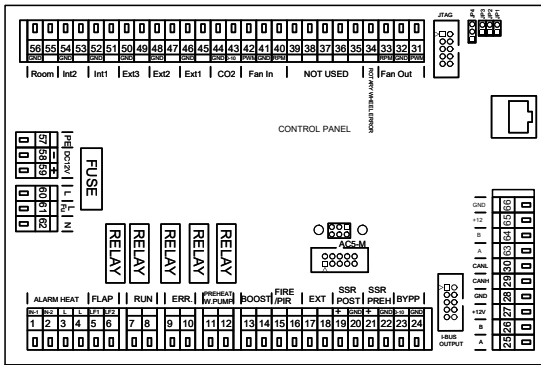 JTAG
JP4
JP3
JP2
JP1
56 55 54 53 52 51 50 49 48 47 46 45 44 43 42 41 40 39 38 37 36 35 34 33 32 31
GND GND GND GND GND GND GND 0-10 PWM GND RPM RPM GND PWM
Room Int2 Int1 Ext3 Ext2 Ext1 CO2 Fan In NOT USED ROTARY WHEEL ERROR Fan Out
CONTROL PANEL
PE 57
DC12V - 58
+ 59
FUSE
L 60
Fu L 61
N 62
RELAY RELAY RELAY RELAY RELAY
AC5-M
GND 66
+12 65
B 64
A 63
CANL 30
CANH 29
GND 28
+12V 27
B 26
A 25
I-BUS
OUTPUT
ALARM HEAT FLAP RUN ERR. PREHEAT W.PUMP BOOST FIRE /PIR EXT SSR POST SSR PREH BYPP
IN-1 IN-2 L L LF1 LF2 + GND + GND 0-10 GND
1 2 3 4 5 6 7 8 9 10 11 12 13 14 15 16 17 18 19 20 21 22 23 24